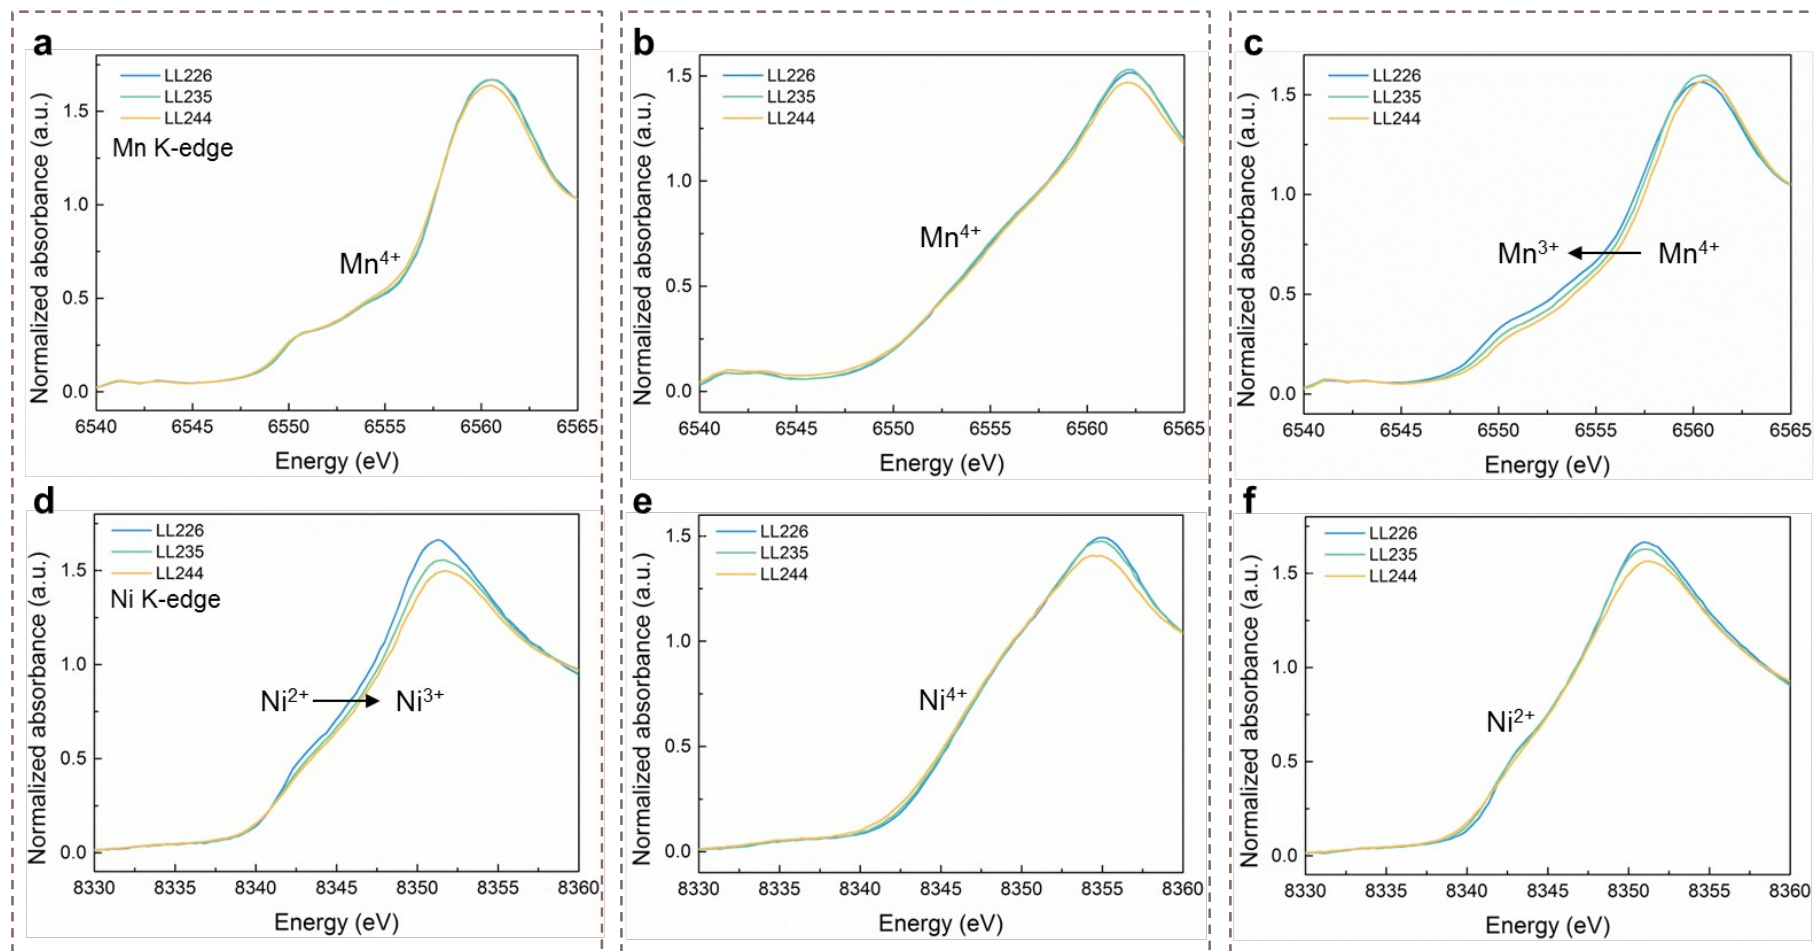 a
LL226
LL235
LL244
Mn K-edge
Mn4+
Normalized absorbance (a.u.)
0.0
0.5
1.0
1.5
6540 6545 6550 6555 6560 6565
Energy (eV)
b
LL226
LL235
LL244
Mn4+
Normalized absorbance (a.u.)
0.0
0.5
1.0
1.5
6540 6545 6550 6555 6560 6565
Energy (eV)
c
LL226
LL235
LL244
Mn3+ Mn4+
Normalized absorbance (a.u.)
0.0
0.5
1.0
1.5
6540 6545 6550 6555 6560 6565
Energy (eV)
d
LL226
LL235
LL244
Ni K-edge
Ni2+ Ni3+
Normalized absorbance (a.u.)
0.0
0.5
1.0
1.5
8330 8335 8340 8345 8350 8355 8360
Energy (eV)
e
LL226
LL235
LL244
Ni4+
Normalized absorbance (a.u.)
0.0
0.5
1.0
1.5
8330 8335 8340 8345 8350 8355 8360
Energy (eV)
f
LL226
LL235
LL244
Ni2+
Normalized absorbance (a.u.)
0.0
0.5
1.0
1.5
8330 8335 8340 8345 8350 8355 8360
Energy (eV)